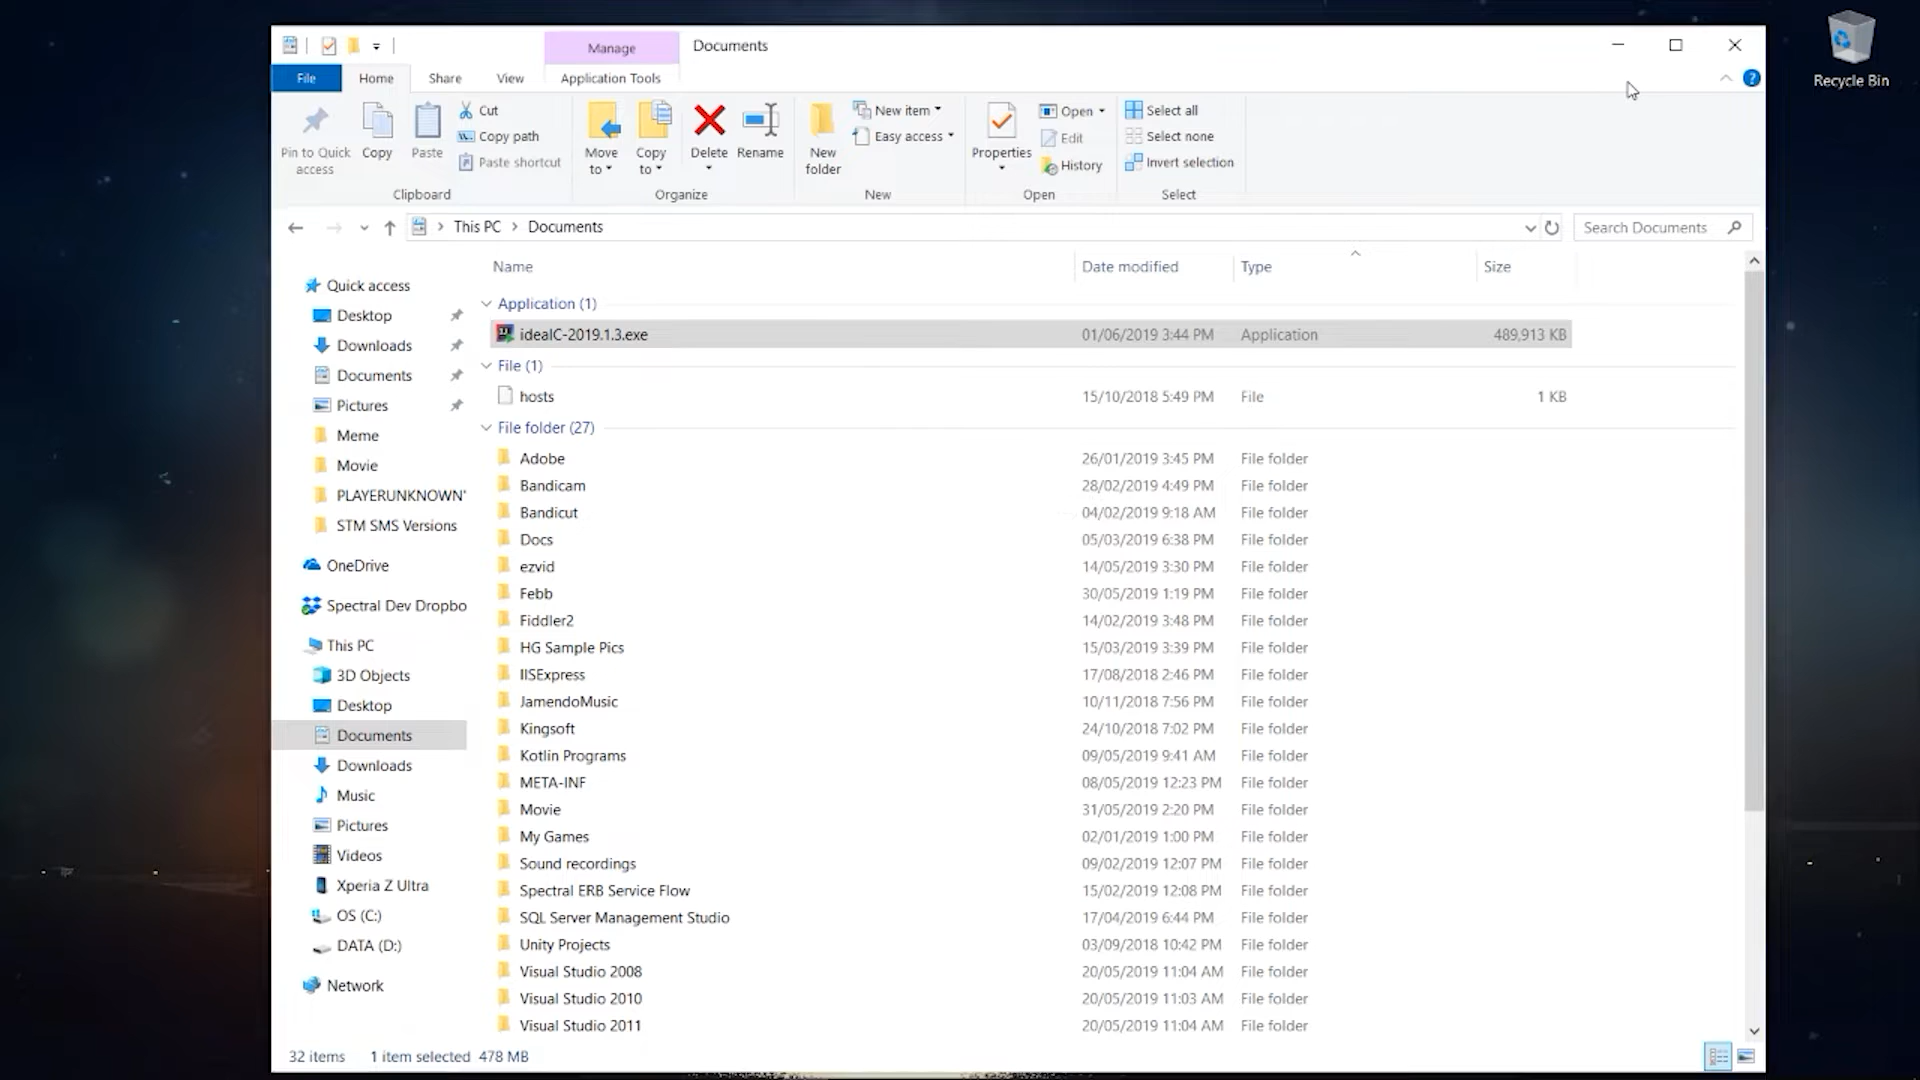 Manage
Documents
Recycle Bin
File
Home
Share
View
Application Tools
Pin to Quick access
Copy
Paste
Cut
Copy path
Paste shortcut
Clipboard
Move to
Copy to
Delete
Rename
Organize
New folder
New item
Easy access
New
Properties
Open
Edit
History
Open
Select all
Select none
Invert selection
Select
This PC > Documents
Search Documents
Name Date modified Type Size
Quick access
Desktop
Downloads
Documents
Pictures
Meme
Movie
PLAYERUNKNOWN'
STM SMS Versions
OneDrive
Spectral Dev Dropbo
This PC
3D Objects
Desktop
Documents
Downloads
Music
Pictures
Videos
Xperia Z Ultra
OS (C:)
DATA (D:)
Network
Application (1)
ideaIC-2019.1.3.exe 01/06/2019 3:44 PM Application 489,913 KB
File (1)
hosts 15/10/2018 5:49 PM File 1 KB
File folder (27)
Adobe 26/01/2019 3:45 PM File folder
Bandicam 28/02/2019 4:49 PM File folder
Bandicut 04/02/2019 9:18 AM File folder
Docs 05/03/2019 6:38 PM File folder
ezvid 14/05/2019 3:30 PM File folder
Febb 30/05/2019 1:19 PM File folder
Fiddler2 14/02/2019 3:48 PM File folder
HG Sample Pics 15/03/2019 3:39 PM File folder
IISExpress 17/08/2018 2:46 PM File folder
JamendoMusic 10/11/2018 7:56 PM File folder
Kingsoft 24/10/2018 7:02 PM File folder
Kotlin Programs 09/05/2019 9:41 AM File folder
META-INF 08/05/2019 12:23 PM File folder
Movie 31/05/2019 2:20 PM File folder
My Games 02/01/2019 1:00 PM File folder
Sound recordings 09/02/2019 12:07 PM File folder
Spectral ERB Service Flow 15/02/2019 12:08 PM File folder
SQL Server Management Studio 17/04/2019 6:44 PM File folder
Unity Projects 03/09/2018 10:42 PM File folder
Visual Studio 2008 20/05/2019 11:04 AM File folder
Visual Studio 2010 20/05/2019 11:03 AM File folder
Visual Studio 2011 20/05/2019 11:04 AM File folder
32 items 1 item selected 478 MB